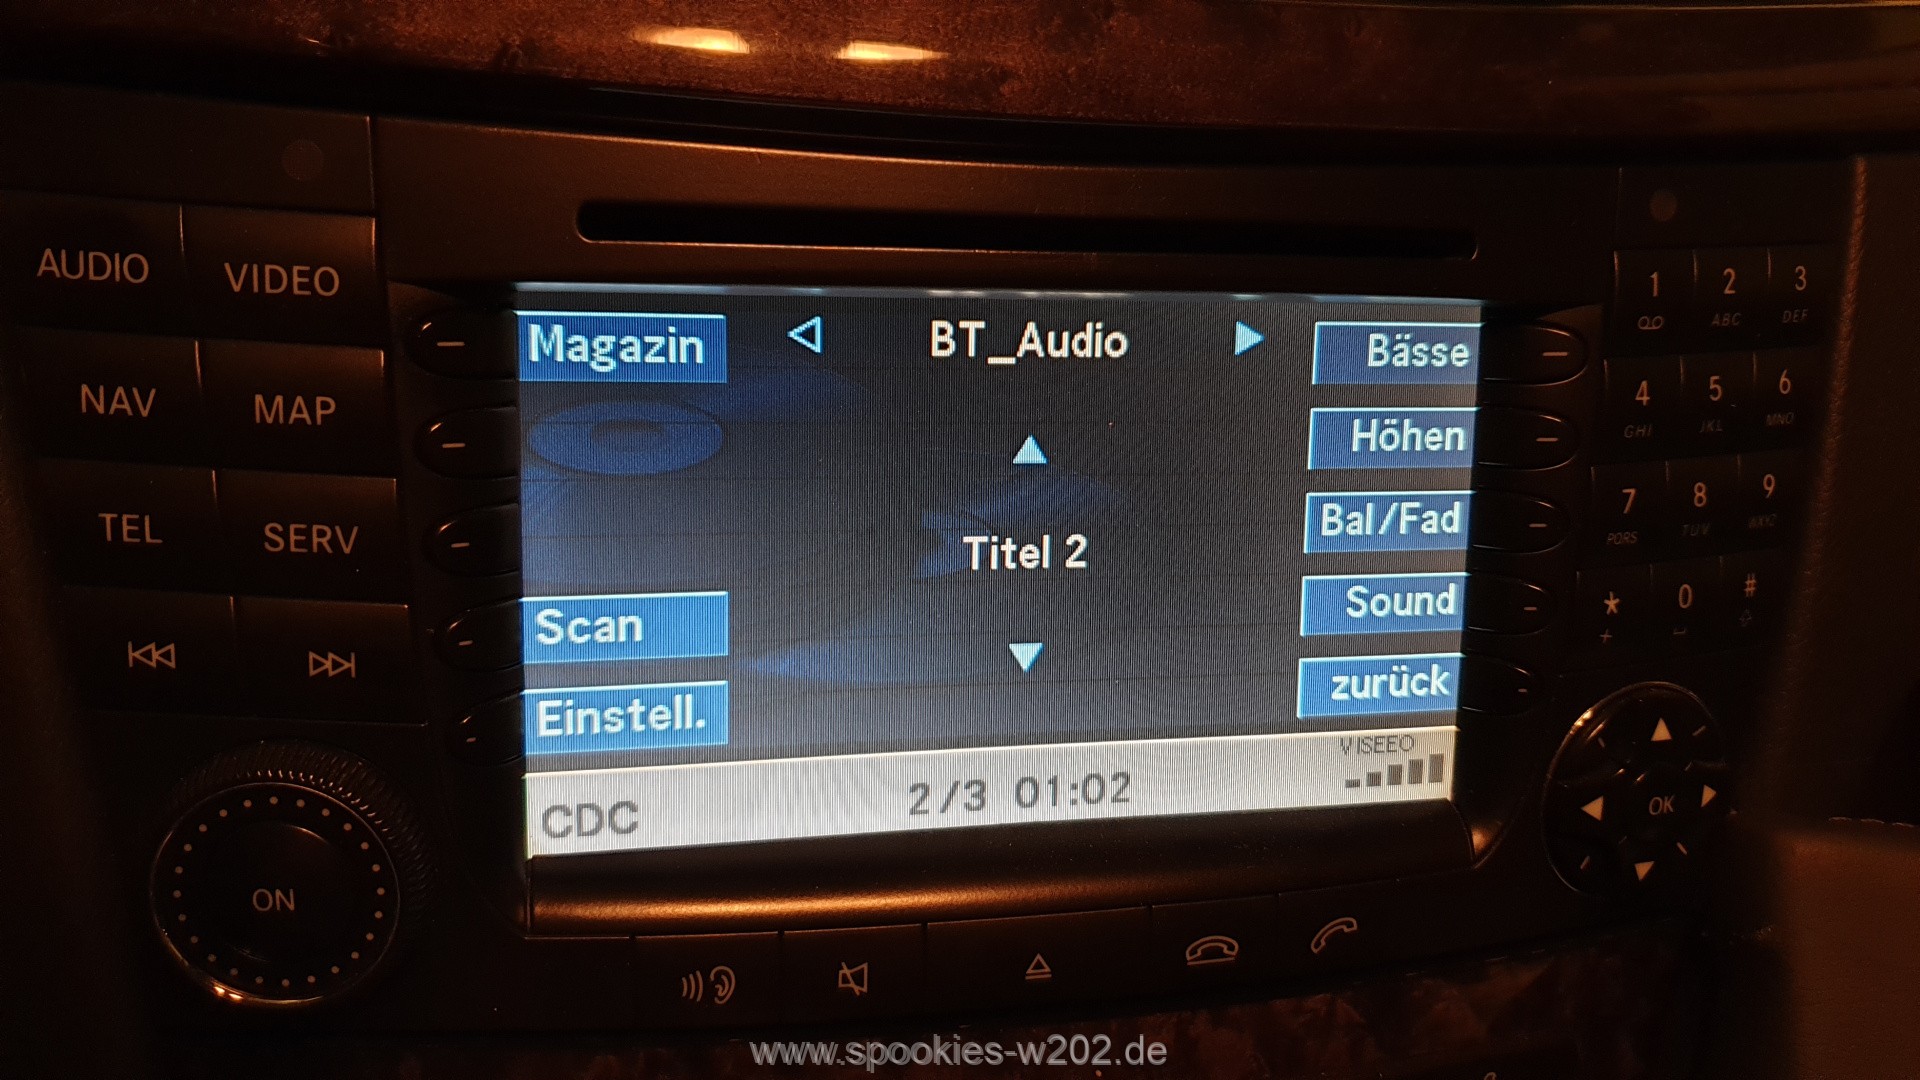 AUDIO VIDEO
NAV MAP
TEL SERV
ON
Magazin
BT_Audio
Bässe
Höhen
Bal/Fad
Titel 2
Scan
Sound
Einstell.
zurück
VISEEO
CDC 2/3 01:02
1 2 3
ABC DEF
4 5 6
GHI JKL MNO
7 8 9
PQRS TUV WXYZ
* 0 #
+
OK
www.spookies-w202.de